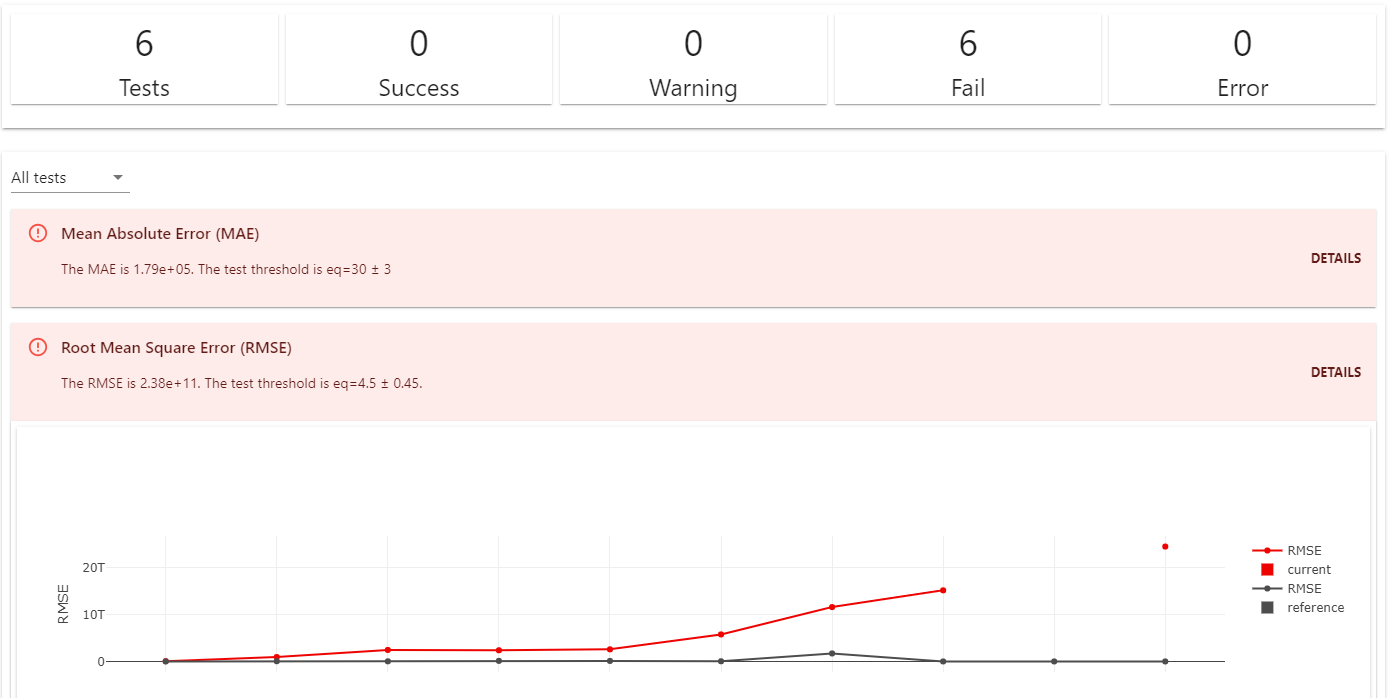 6
Tests
0
Success
0
Warning
6
Fail
0
Error
All tests
Mean Absolute Error (MAE)
The MAE is 1.79e+05. The test threshold is eq=30 ± 3
DETAILS
Root Mean Square Error (RMSE)
The RMSE is 2.38e+11. The test threshold is eq=4.5 ± 0.45.
DETAILS
RMSE
20T
10T
0
RMSE
current
RMSE
reference